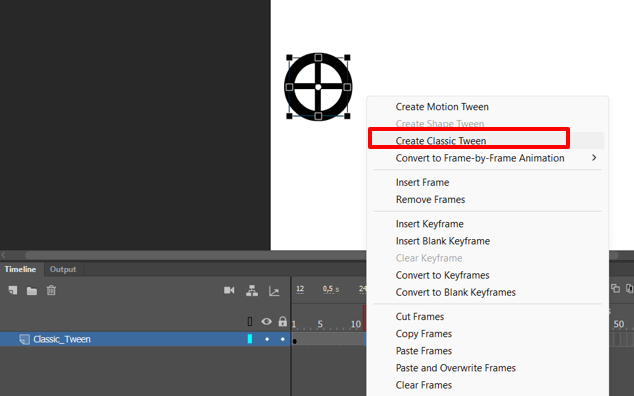 Create Motion Tween
Create Shape Tween
Create Classic Tween
Convert to Frame-by-Frame Animation
Insert Frame
Remove Frames
Insert Keyframe
Insert Blank Keyframe
Clear Keyframe
Convert to Keyframes
Convert to Blank Keyframes
Cut Frames
Copy Frames
Paste Frames
Paste and Overwrite Frames
Clear Frames
Timeline Output
12 0,5 s 24
1 5 10 50
Classic_Tween